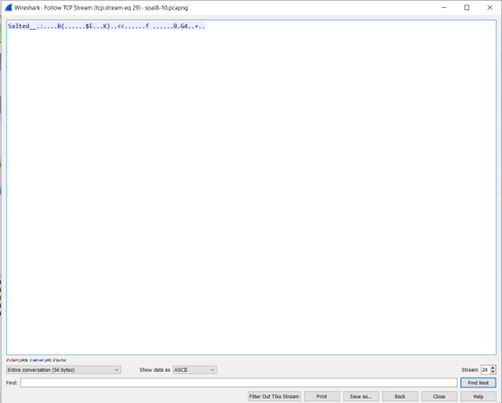 Wireshark - Follow TCP Stream (tcp.stream eq 29) - soal8-10.pcapng
Salted__.:....B(......$E...K)..<<......f ......B.G4..+..
0 client pkts, 1 server pkt, 0 turns.
Entire conversation (56 bytes) Show data as ASCII Stream 29
Find: Find Next
Filter Out This Stream Print Save as... Back Close Help